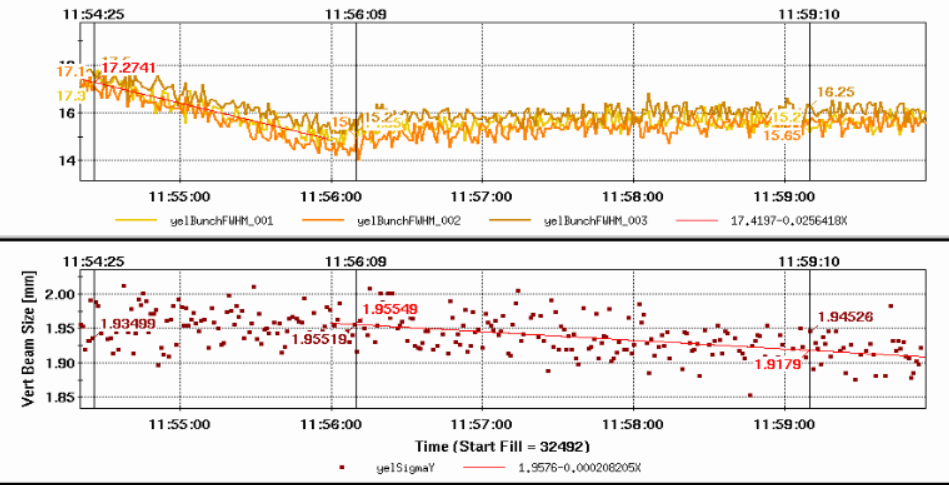 11:54:25 11:56:09 11:59:10
18
17.1 17.2741
17.3
16.25
16
15.2
15.2
15.65
14
11:55:00 11:56:00 11:57:00 11:58:00 11:59:00
yelBunchFWHM_001 yelBunchFWHM_002 yelBunchFWHM_003 17.4197-0.0256418X
11:54:25 11:56:09 11:59:10
Vert Beam Size [mm]
2.00
1.95549
1.94526
1.93499
1.95
1.95519
1.9179
1.90
1.85
11:55:00 11:56:00 11:57:00 11:58:00 11:59:00
Time (Start Fill = 32492)
yelSigmaY 1.9576-0.000208205X